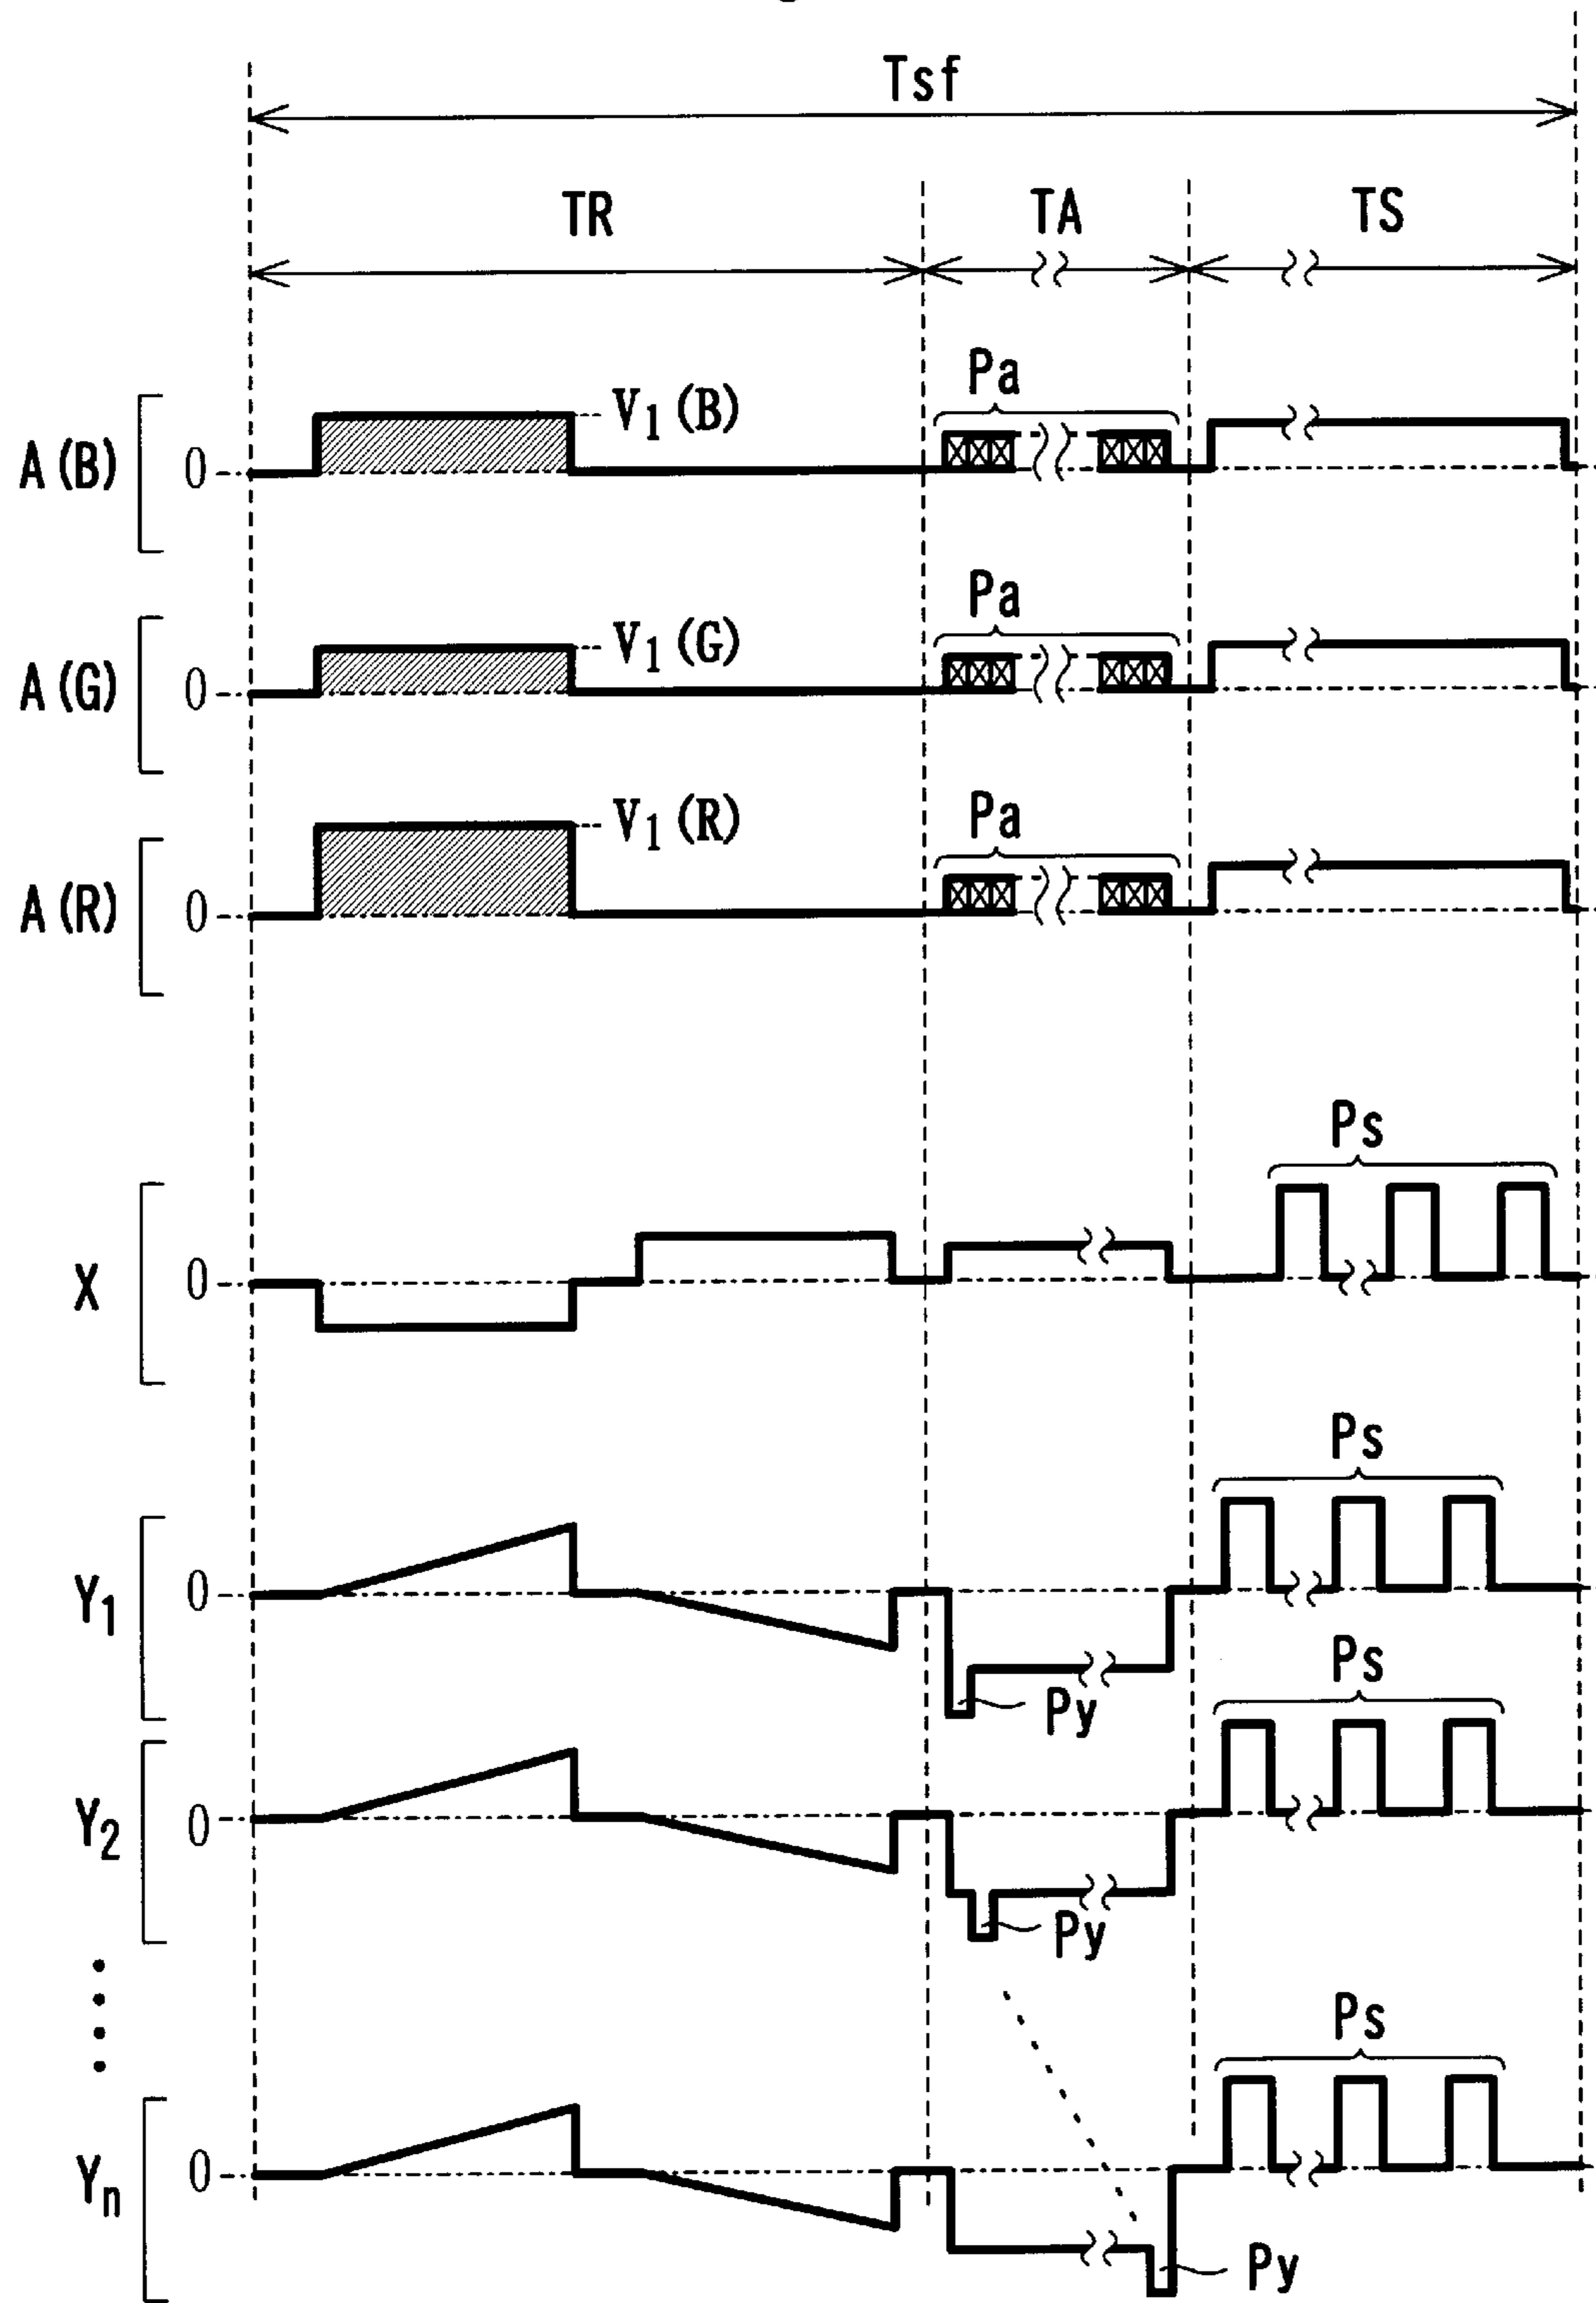 Tsf
TR TA TS
A(B) 0 V₁(B) Pa
A(G) 0 V₁(G) Pa
A(R) 0 V₁(R) Pa
X 0 Ps
Y₁ 0 Py Ps
Y₂ 0 Py Ps
Yₙ 0 Py Ps